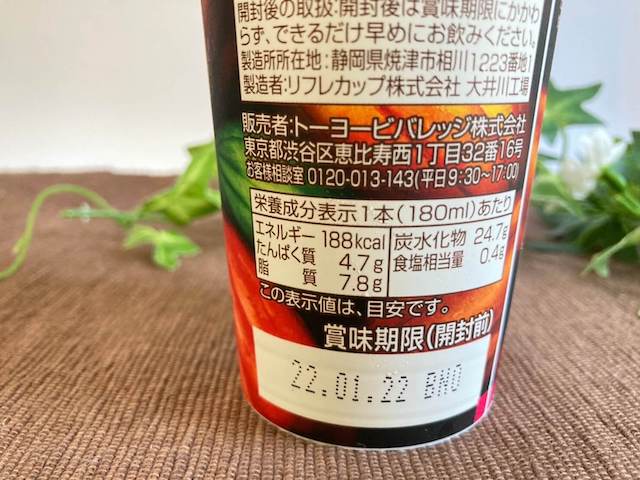 開封後の取扱:開封後は賞味期限にかかわ
らず、できるだけ早めにお飲みください。
製造所所在地:静岡県焼津市相川1223番地1
製造者:リフレカップ株式会社 大井川工場
販売者:トーヨービバレッジ株式会社
東京都渋谷区恵比寿西1丁目32番16号
お客様相談室 0120-013-143(平日9:30~17:00)
栄養成分表示1本(180ml)あたり
エネルギー 188kcal
たんぱく質 4.7g
脂質 7.8g
炭水化物 24.7g
食塩相当量 0.4g
この表示値は、目安です。
賞味期限(開封前)
22.01.22 BNO